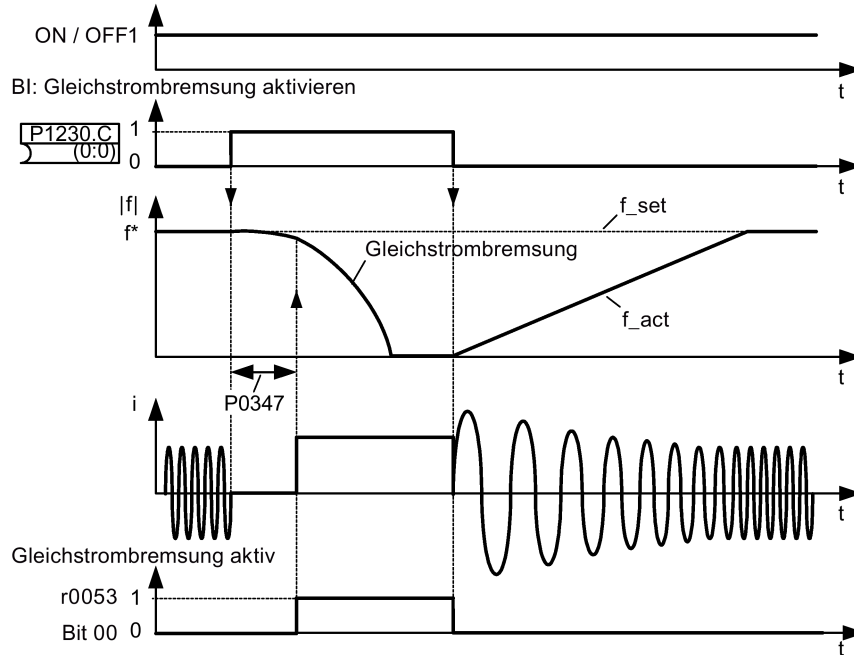 ON / OFF1
t
BI: Gleichstrombremsung aktivieren
P1230.C
(0:0)
1
0
t
|f|
f*
f_set
Gleichstrombremsung
f_act
t
P0347
i
t
Gleichstrombremsung aktiv
r0053 1
Bit 00 0
t